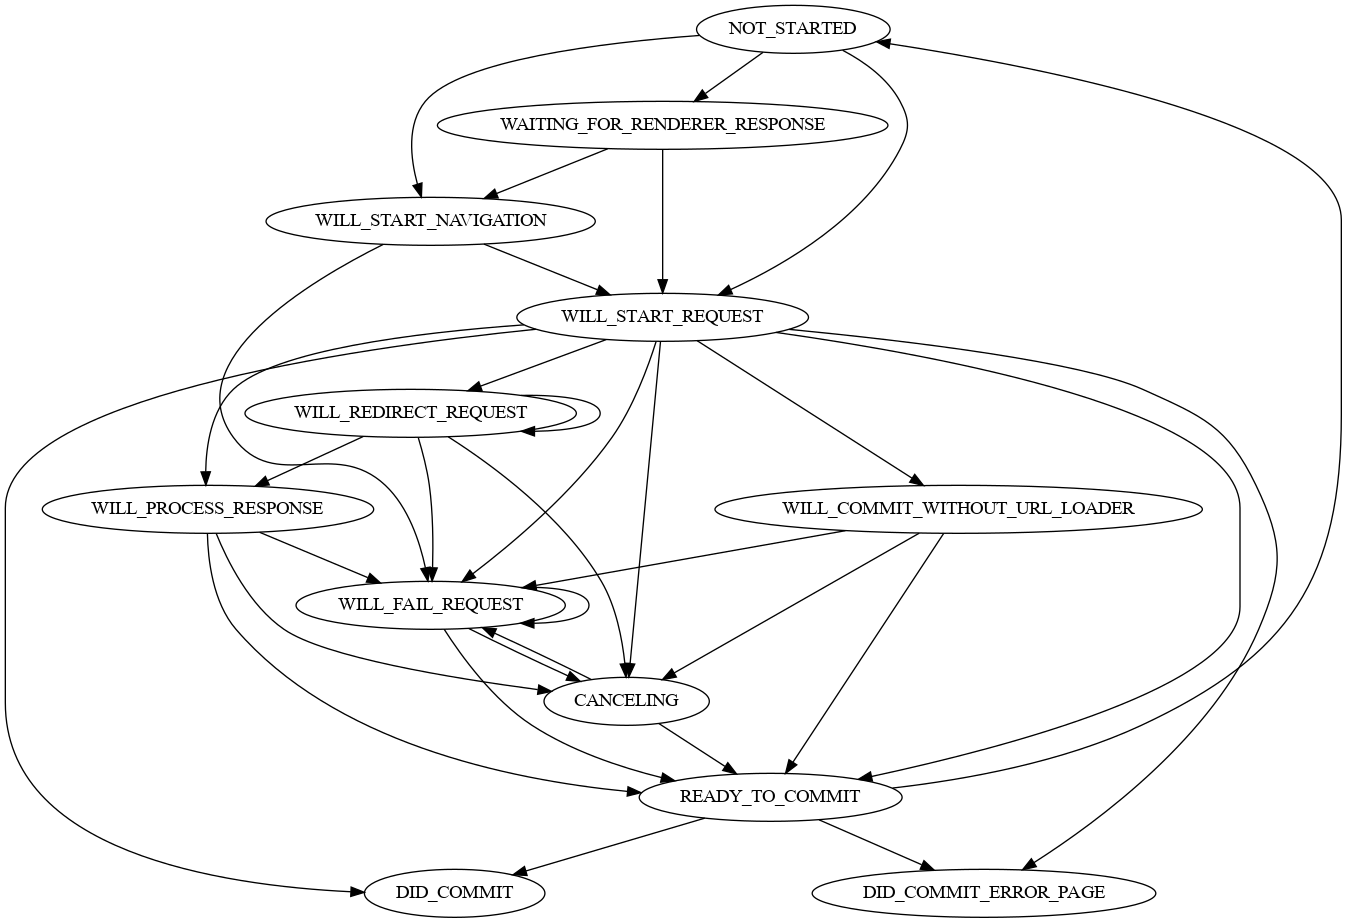 NOT_STARTED
WAITING_FOR_RENDERER_RESPONSE
WILL_START_NAVIGATION
WILL_START_REQUEST
WILL_REDIRECT_REQUEST
WILL_PROCESS_RESPONSE
WILL_COMMIT_WITHOUT_URL_LOADER
WILL_FAIL_REQUEST
CANCELING
READY_TO_COMMIT
DID_COMMIT
DID_COMMIT_ERROR_PAGE